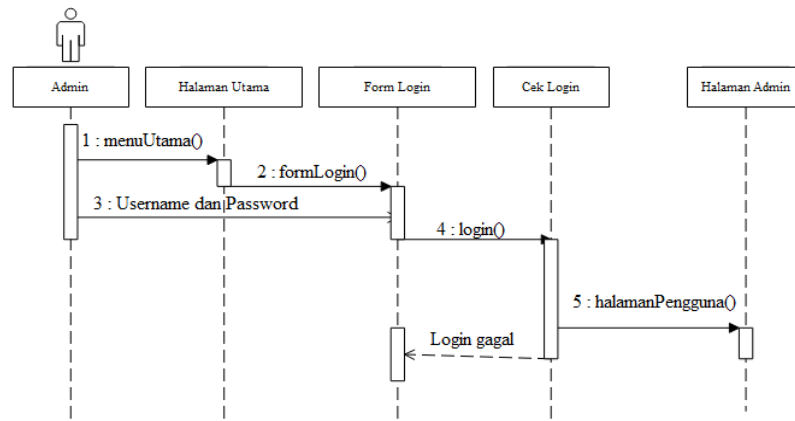 Admin
Halaman Utama
Form Login
Cek Login
Halaman Admin
1 : menuUtama()
2 : formLogin()
3 : Username dan Password
4 : login()
5 : halamanPengguna()
Login gagal